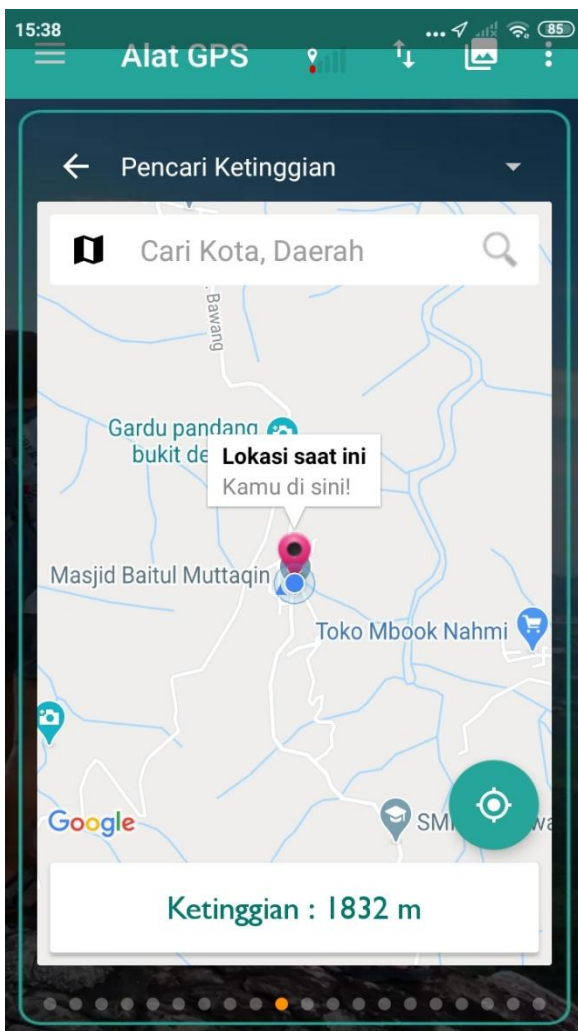 15:38
85
Alat GPS
Pencari Ketinggian
Cari Kota, Daerah
Bawang
Gardu pandang
bukit de
Lokasi saat ini
Kamu di sini!
Masjid Baitul Muttaqin
Toko Mbook Nahmi
Google
Ketinggian : 1832 m